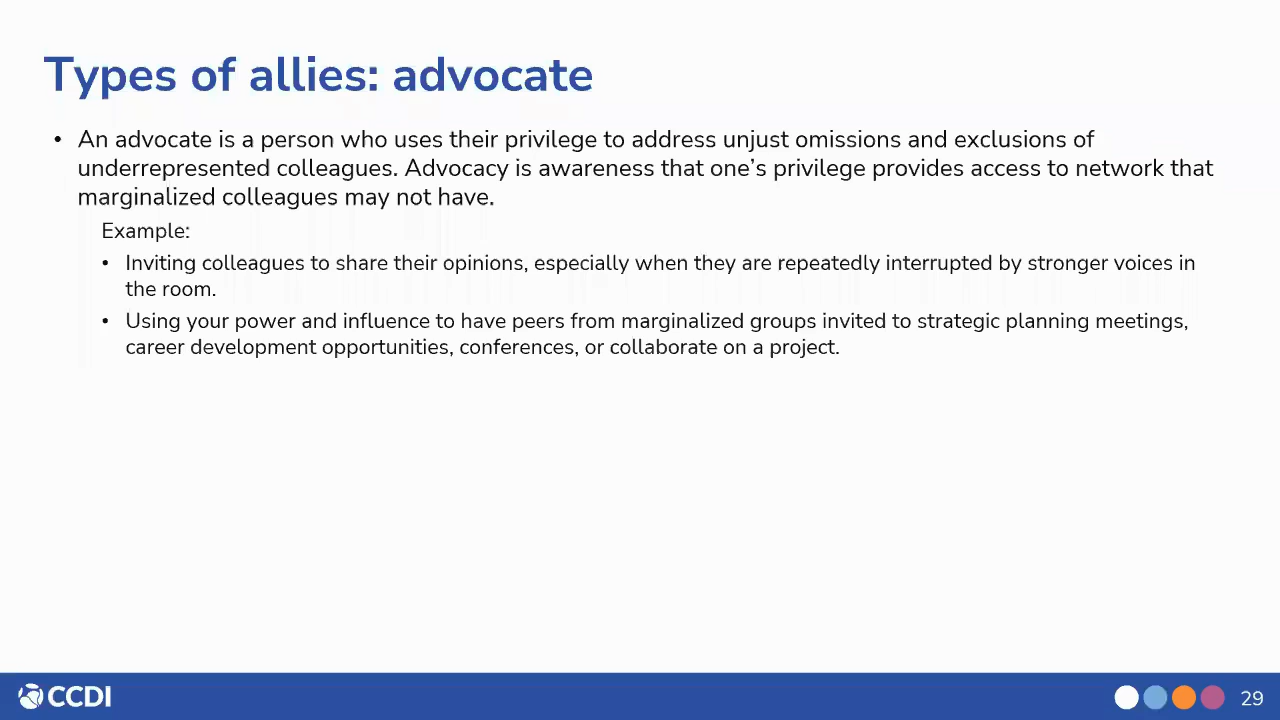 Types of allies: advocate
• An advocate is a person who uses their privilege to address unjust omissions and exclusions of
underrepresented colleagues. Advocacy is awareness that one’s privilege provides access to network that
marginalized colleagues may not have.
Example:
• Inviting colleagues to share their opinions, especially when they are repeatedly interrupted by stronger voices in
the room.
• Using your power and influence to have peers from marginalized groups invited to strategic planning meetings,
career development opportunities, conferences, or collaborate on a project.
CCDI
29